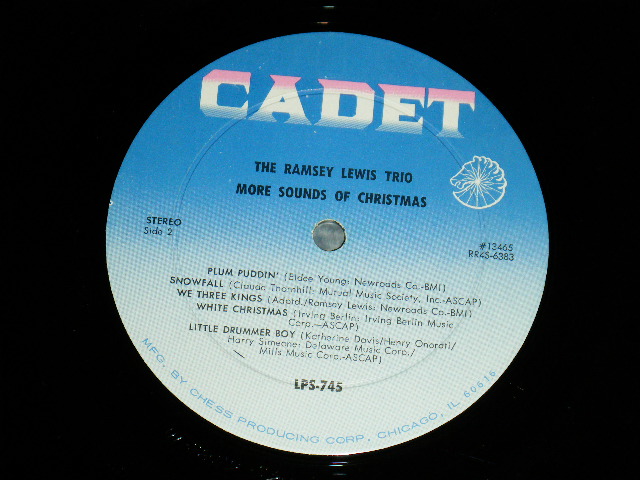 CADET
THE RAMSEY LEWIS TRIO
MORE SOUNDS OF CHRISTMAS
STEREO
Side 2
#13465
RR4S-6383
PLUM PUDDIN' (Eldee Young: Newroads Co.-BMI)
SNOWFALL (Claude Thornhill: Mutual Music Society, Inc.-ASCAP)
WE THREE KINGS (Adptd./Ramsey Lewis: Newroads Co.-BMI)
WHITE CHRISTMAS (Irving Berlin: Irving Berlin Music
Corp.—ASCAP)
LITTLE DRUMMER BOY (Katherine Davis/Henry Onorati/
Harry Simeone: Delaware Music Corp./
Mills Music Corp.-ASCAP)
LPS-745
MFG. BY CHESS PRODUCING CORP. CHICAGO, IL 60616